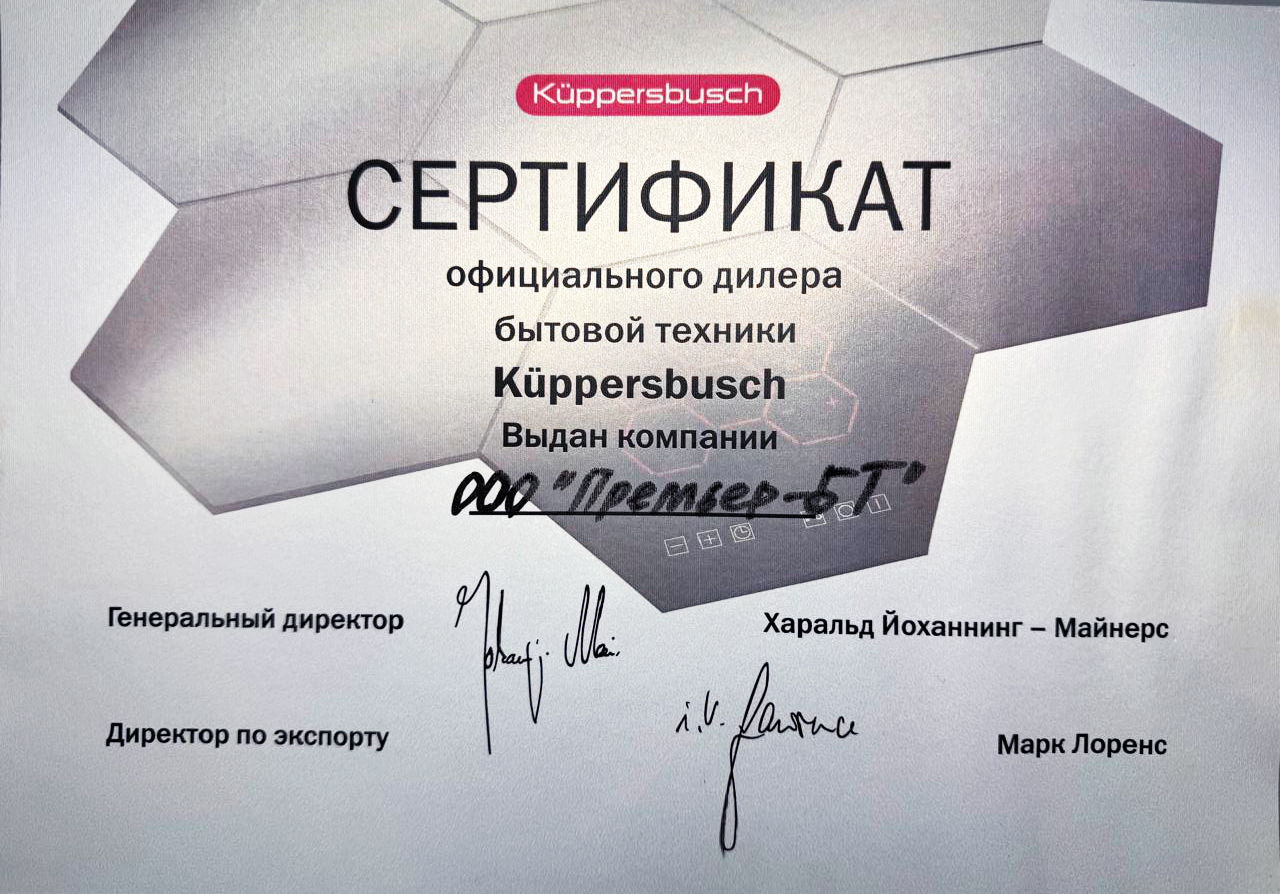 Küppersbusch
СЕРТИФИКАТ
официального дилера
бытовой техники
Küppersbusch
Выдан компании
ООО "Премьер-БТ"
Генеральный директор
Харальд Йоханнинг – Майнерс
i.V.
Директор по экспорту
Марк Лоренс